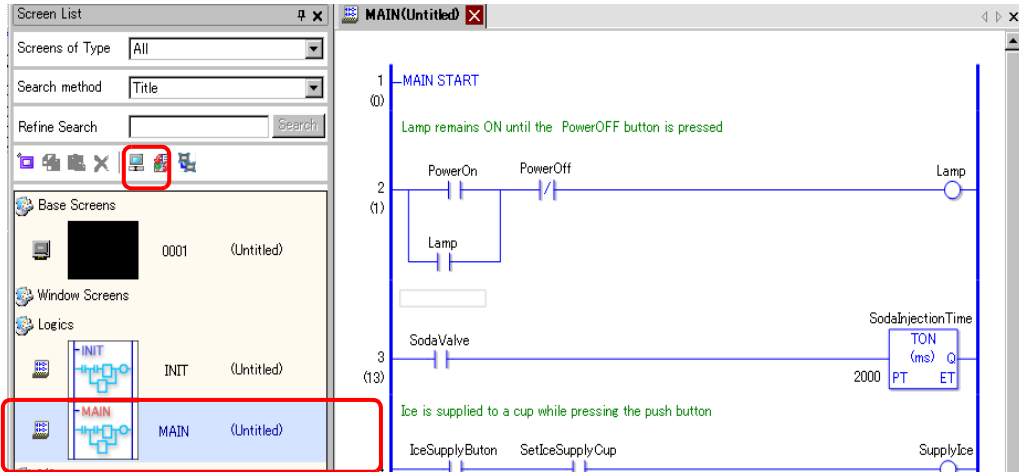 Screen List
Screens of Type All
Search method Title
Refine Search Search
Base Screens
0001 (Untitled)
Window Screens
Logics
INIT
INIT (Untitled)
MAIN
MAIN (Untitled)
MAIN(Untitled)
1 MAIN START
(0)
Lamp remains ON until the PowerOFF button is pressed
PowerOn PowerOff Lamp
2
(1)
Lamp
SodaInjectionTime
SodaValve TON
3 (ms) Q
(13) 2000 PT ET
Ice is supplied to a cup while pressing the push button
IceSupplyButon SetIceSupplyCup SupplyIce